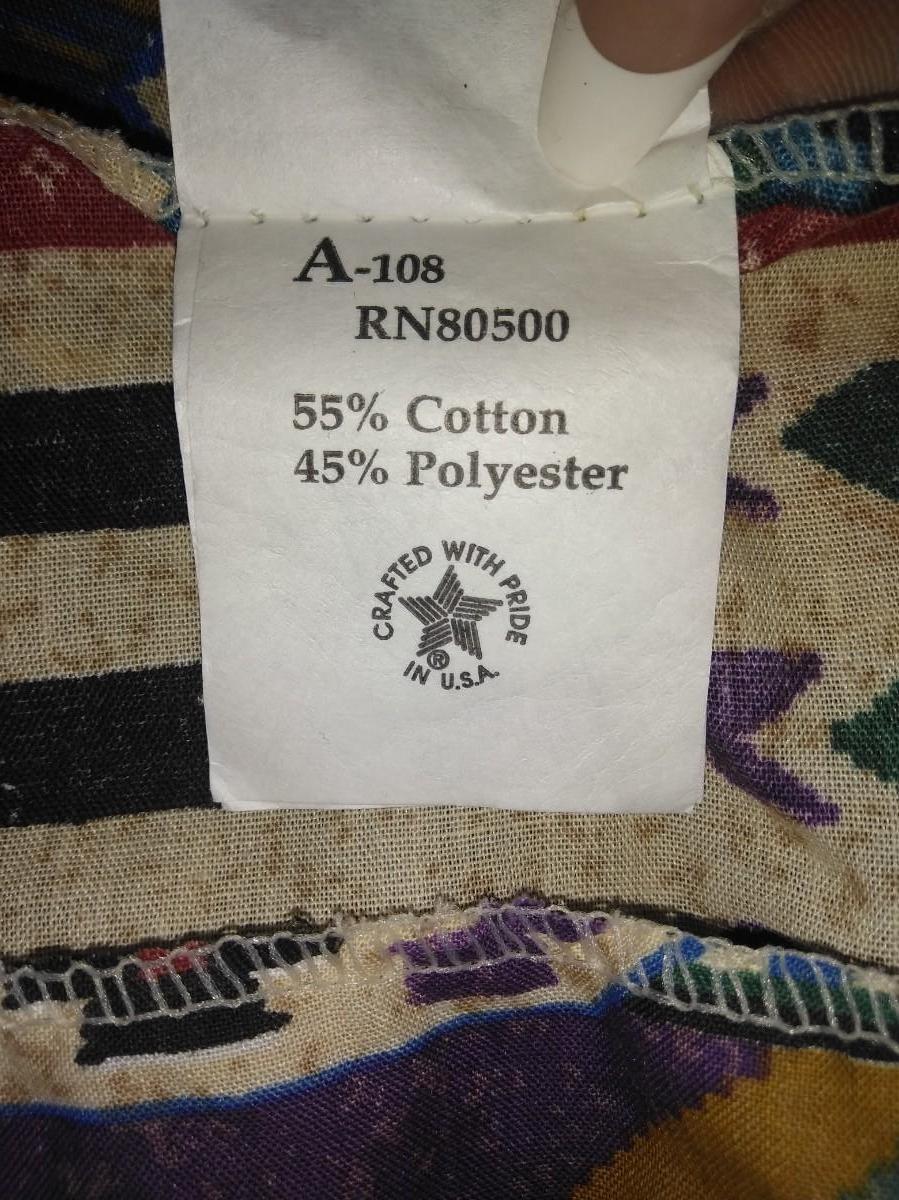 A-108
RN80500
55% Cotton
45% Polyester
CRAFTED WITH PRIDE
®
IN U.S.A.